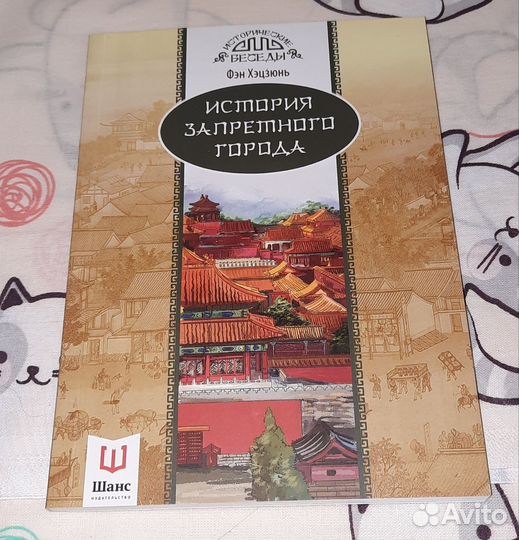 ИСТОРИЧЕСКИЕ
БЕСЕДЫ
Фэн Хэцзюнь
ИСТОРИЯ
ЗАПРЕТНОГО
ГОРОДА
Шанс
ИЗДАТЕЛЬСТВО
Avito